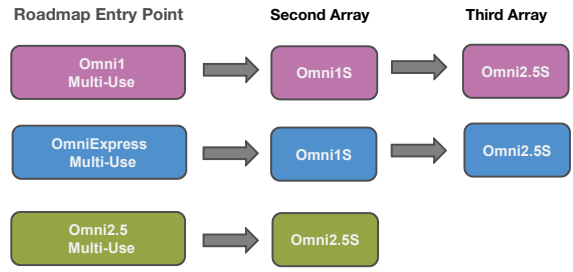 Roadmap Entry Point Second Array Third Array
Omni1
Multi-Use
Omni1S
Omni2.5S
OmniExpress
Multi-Use
Omni1S
Omni2.5S
Omni2.5
Multi-Use
Omni2.5S